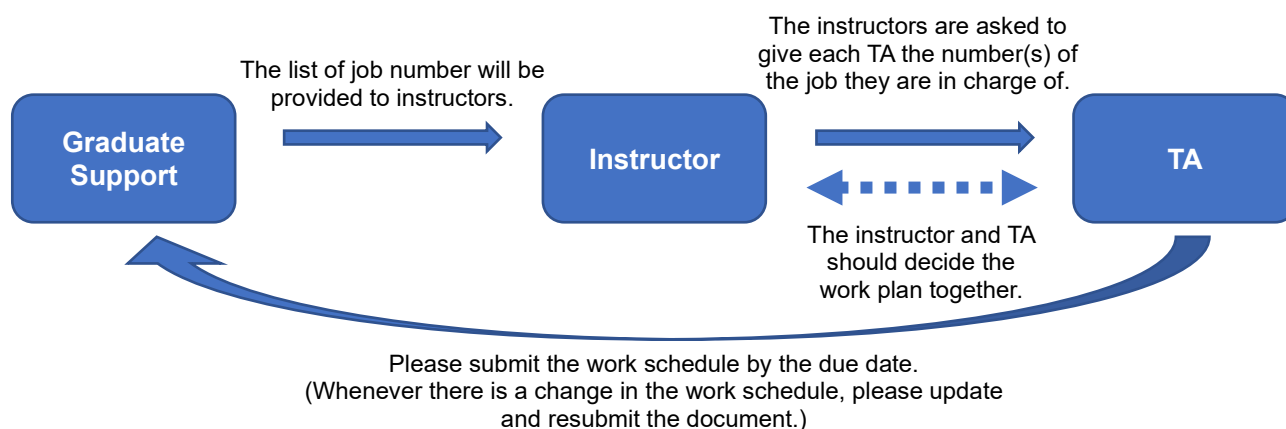 The list of job number will be
provided to instructors.
The instructors are asked to
give each TA the number(s) of
the job they are in charge of.
Graduate
Support
Instructor
TA
The instructor and TA
should decide the
work plan together.
Please submit the work schedule by the due date.
(Whenever there is a change in the work schedule, please update
and resubmit the document.)